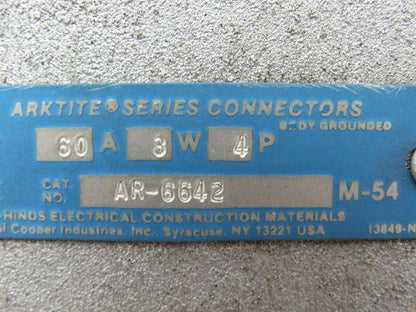 ARKTITE® SERIES CONNECTORS
BODY GROUNDED
60 A 3 W 4 P
CAT. NO. AR-6642 M-54
-HINDS ELECTRICAL CONSTRUCTION MATERIALS
Cooper Industries, Inc., Syracuse, NY 13221 USA 13849-N